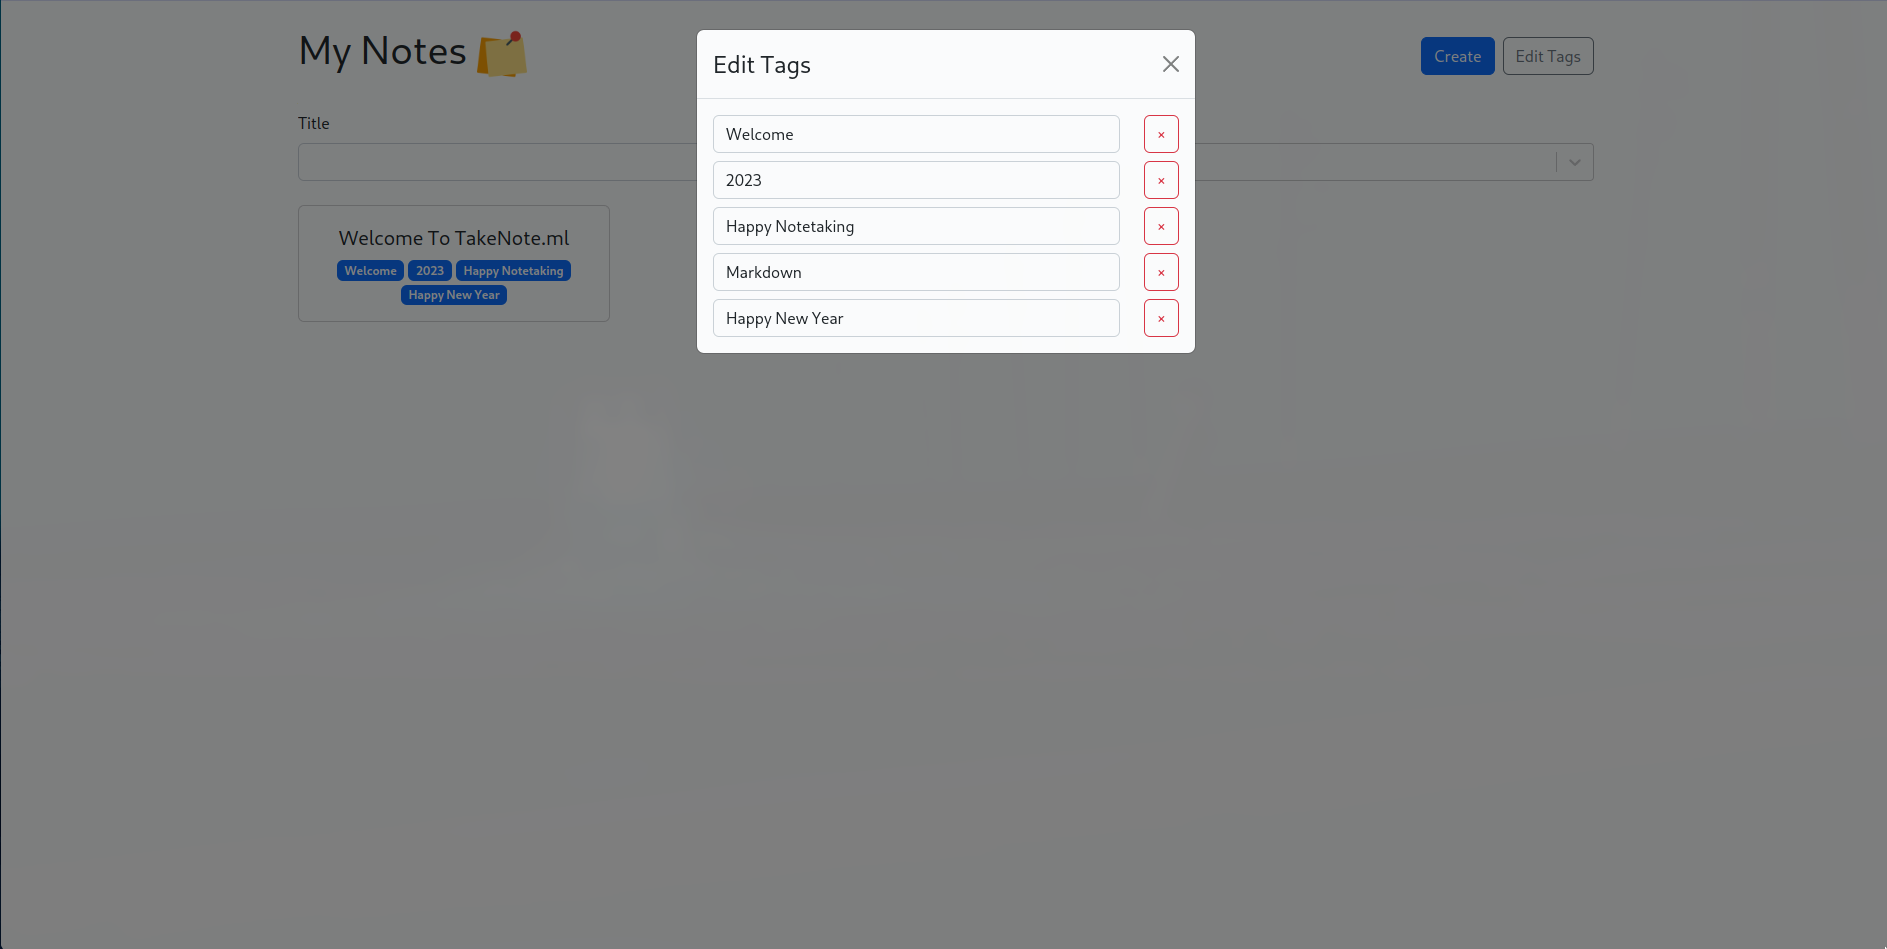 My Notes
Create
Edit Tags
Title
Welcome To TakeNote.ml
Welcome 2023 Happy Notetaking
Happy New Year
Edit Tags
Welcome
2023
Happy Notetaking
Markdown
Happy New Year